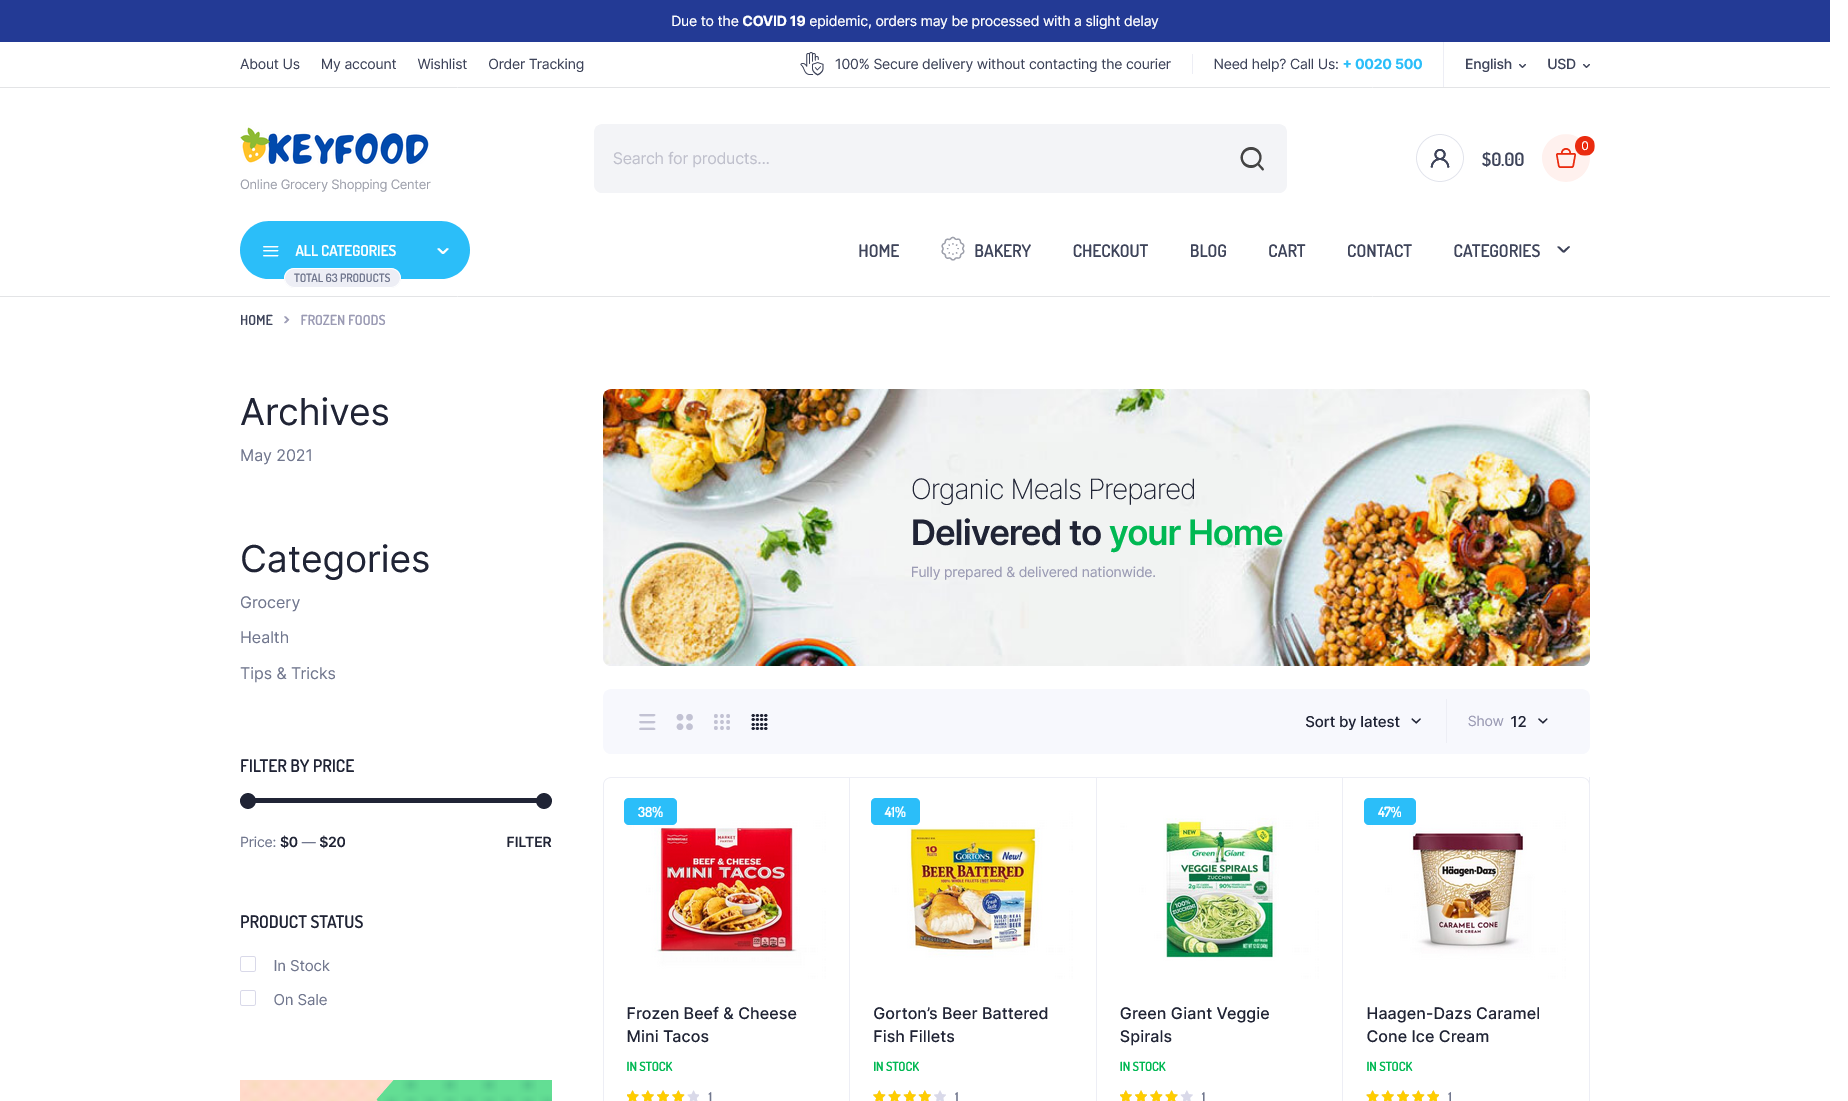 Due to the COVID 19 epidemic, orders may be processed with a slight delay
About Us My account Wishlist Order Tracking
100% Secure delivery without contacting the courier
Need help? Call Us: + 0020 500
English USD
KEYFOOD
Online Grocery Shopping Center
Search for products...
$0.00
0
ALL CATEGORIES
TOTAL 63 PRODUCTS
HOME BAKERY CHECKOUT BLOG CART CONTACT CATEGORIES
HOME > FROZEN FOODS
Archives
May 2021
Categories
Grocery
Health
Tips & Tricks
FILTER BY PRICE
Price: $0 — $20
FILTER
PRODUCT STATUS
In Stock
On Sale
Organic Meals Prepared
Delivered to your Home
Fully prepared & delivered nationwide.
Sort by latest
Show 12
38%
BEEF & CHEESE
MINI TACOS
Frozen Beef & Cheese
Mini Tacos
IN STOCK
1
41%
10
GORTON'S
New!
BEER BATTERED
Gorton’s Beer Battered
Fish Fillets
IN STOCK
1
NEW
Green Giant
VEGGIE SPIRALS
ZUCCHINI
Green Giant Veggie
Spirals
IN STOCK
1
47%
Häagen-Dazs
CARAMEL CONE
ICE CREAM
Haagen-Dazs Caramel
Cone Ice Cream
IN STOCK
1